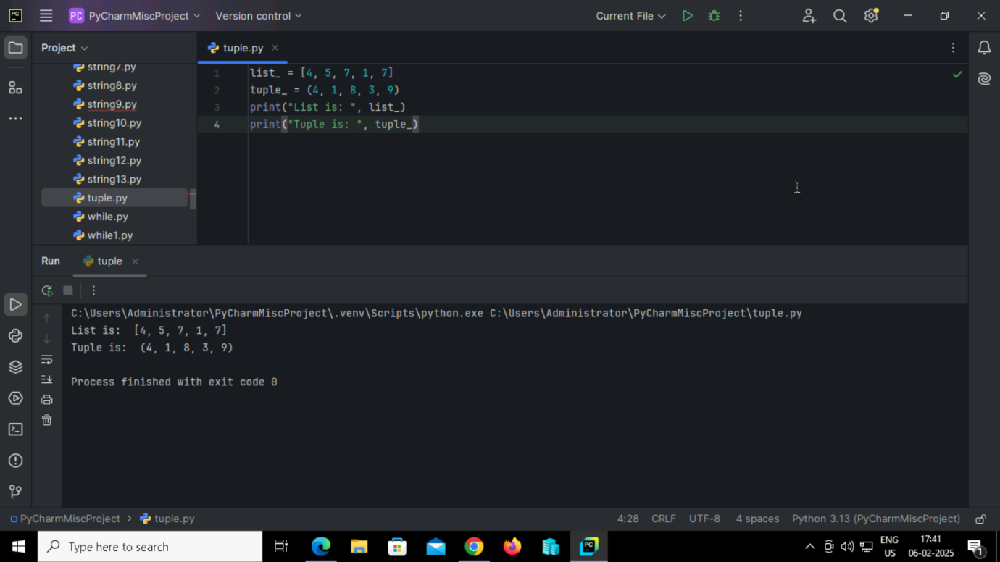 PC PyCharmMiscProject Version control Current File
Project
tuple.py
string7.py
string8.py
string9.py
string10.py
string11.py
string12.py
string13.py
tuple.py
while.py
while1.py
1 list_ = [4, 5, 7, 1, 7]
2 tuple_ = (4, 1, 8, 3, 9)
3 print("List is: ", list_)
4 print("Tuple is: ", tuple_)
Run tuple
C:\Users\Administrator\PyCharmMiscProject\.venv\Scripts\python.exe C:\Users\Administrator\PyCharmMiscProject\tuple.py
List is:  [4, 5, 7, 1, 7]
Tuple is:  (4, 1, 8, 3, 9)
Process finished with exit code 0
PyCharmMiscProject > tuple.py 4:28 CRLF UTF-8 4 spaces Python 3.13 (PyCharmMiscProject)
Type here to search
ENG
US
17:41
06-02-2025
1